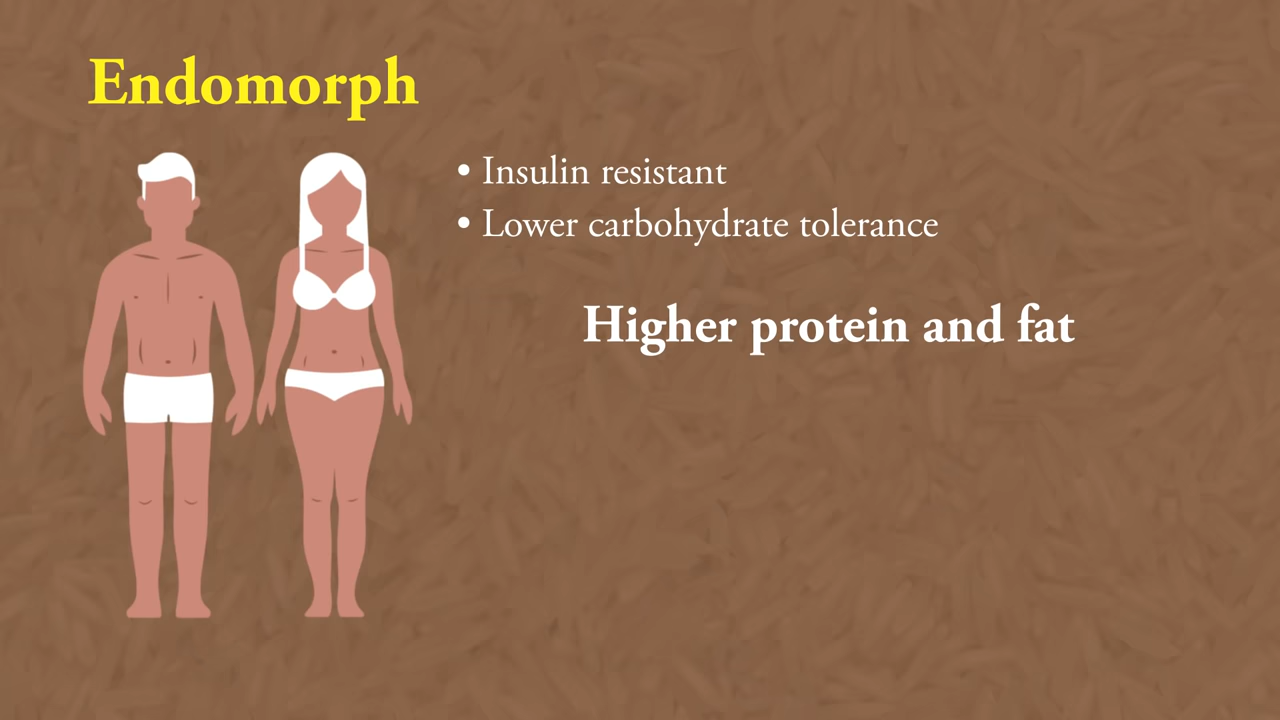 Endomorph
• Insulin resistant
• Lower carbohydrate tolerance
Higher protein and fat